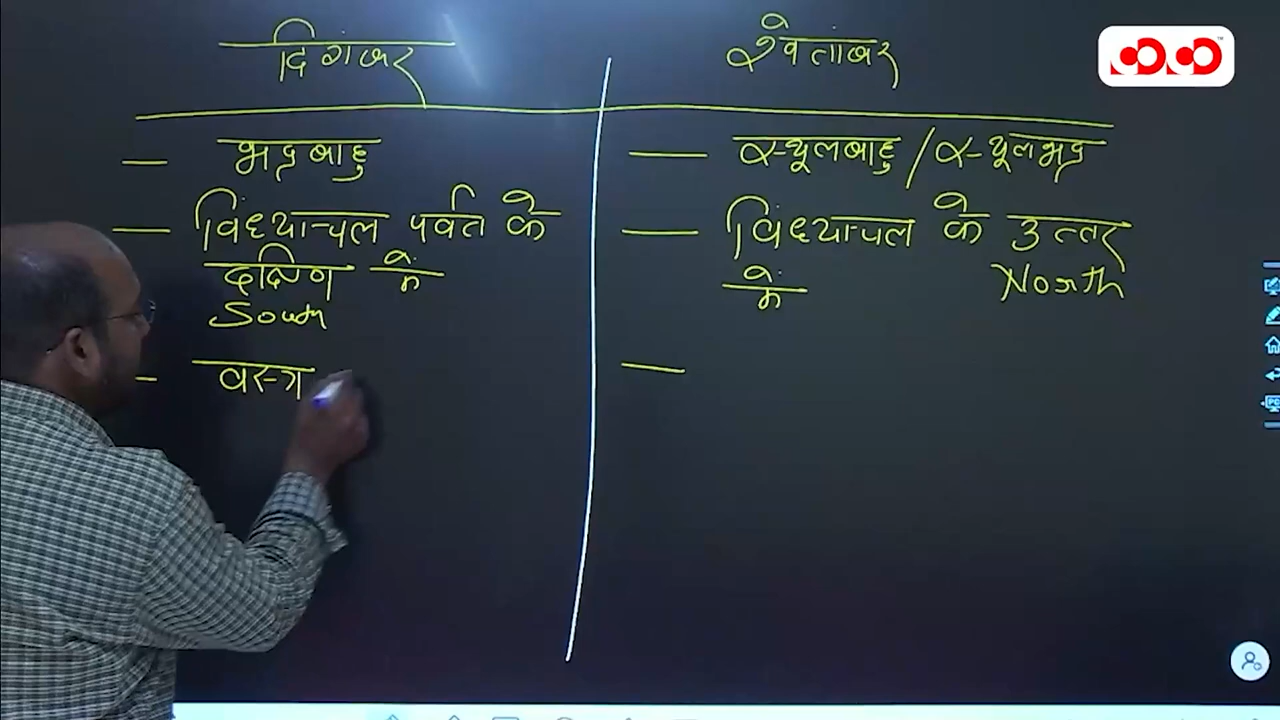 दिगंबर
श्वेतांबर
— भद्रबाहु
— स्थूलबाहु / स्थूलभद्र
— विंध्याचल पर्वत के
दक्षिण में
South
— विंध्याचल के उत्तर
में North
— वस्त्र
—